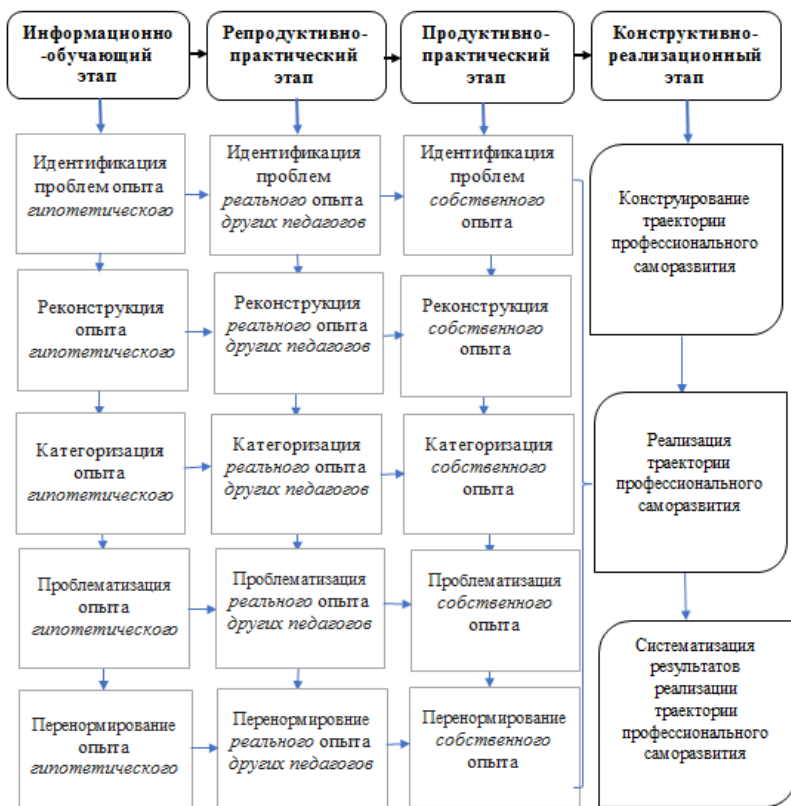 Информационно
-обучающий
этап
Репродуктивно-
практический
этап
Продуктивно-
практический
этап
Конструктивно-
реализационный
этап
Идентификация
проблем опыта
гипотетического
Идентификация
проблем
реального опыта
других педагогов
Идентификация
проблем
собственного
опыта
Конструирование
траектории
профессионального
саморазвития
Реконструкция
опыта
гипотетического
Реконструкция
реального опыта
других педагогов
Реконструкция
собственного
опыта
Категоризация
опыта
гипотетического
Категоризация
реального опыта
других педагогов
Категоризация
собственного
опыта
Реализация
траектории
профессионального
саморазвития
Проблематизация
опыта
гипотетического
Проблематизация
реального опыта
других педагогов
Проблематизация
собственного
опыта
Перенормирование
опыта
гипотетического
Перенормировние
реального опыта
других педагогов
Перенормирование
собственного
опыта
Систематизация
результатов
реализации
траектории
профессионального
саморазвития